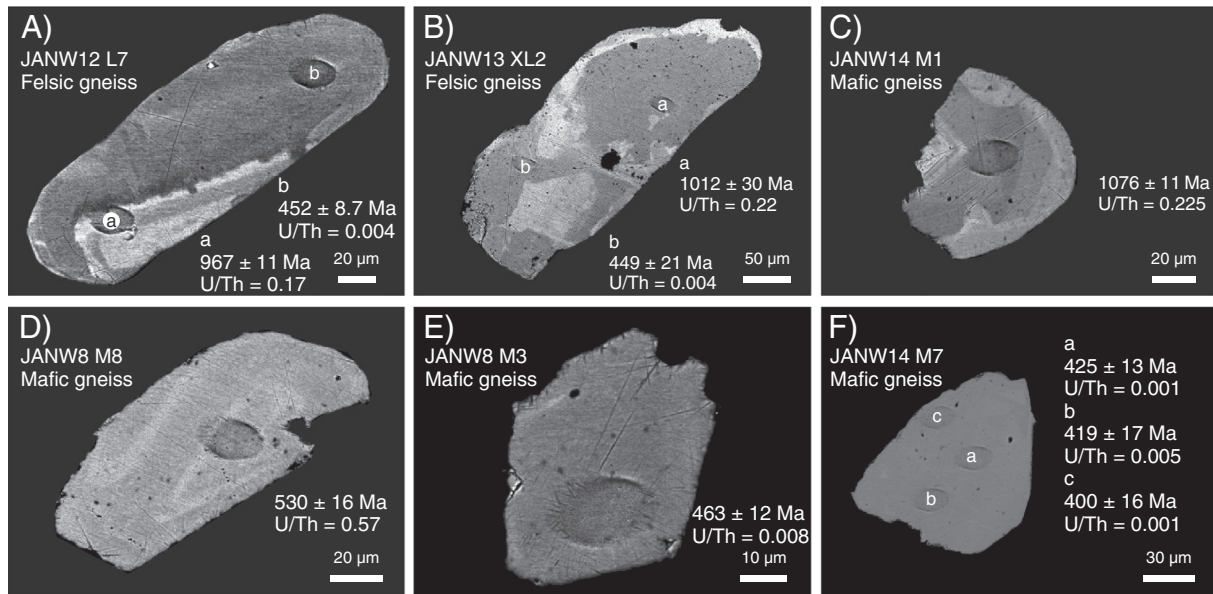 A)
JANW12 L7
Felsic gneiss
b
b
452 ± 8.7 Ma
U/Th = 0.004
a
a
967 ± 11 Ma
U/Th = 0.17
20 µm
B)
JANW13 XL2
Felsic gneiss
a
b
a
1012 ± 30 Ma
U/Th = 0.22
b
449 ± 21 Ma
U/Th = 0.004
50 µm
C)
JANW14 M1
Mafic gneiss
1076 ± 11 Ma
U/Th = 0.225
20 µm
D)
JANW8 M8
Mafic gneiss
530 ± 16 Ma
U/Th = 0.57
20 µm
E)
JANW8 M3
Mafic gneiss
463 ± 12 Ma
U/Th = 0.008
10 µm
F)
JANW14 M7
Mafic gneiss
c
a
b
a
425 ± 13 Ma
U/Th = 0.001
b
419 ± 17 Ma
U/Th = 0.005
c
400 ± 16 Ma
U/Th = 0.001
30 µm